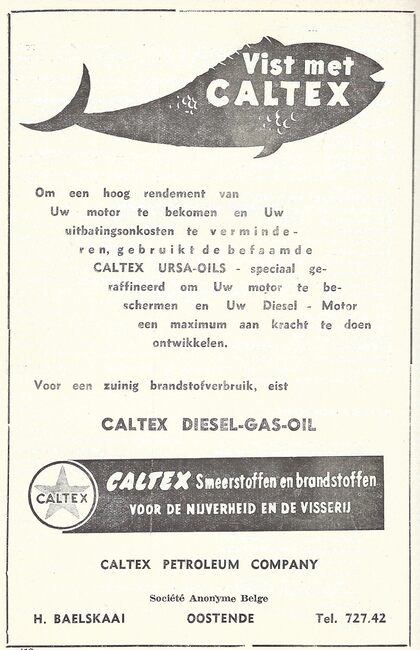 Vist met
CALTEX
Om een hoog rendement van
Uw motor te bekomen en Uw
uitbatingsonkosten te verminde-
ren, gebruikt de befaamde
CALTEX URSA-OILS - speciaal ge-
raffineerd om Uw motor te be-
schermen en Uw Diesel - Motor
een maximum aan kracht te doen
ontwikkelen.
Voor een zuinig brandstofverbruik, eist
CALTEX DIESEL-GAS-OIL
CALTEX
CALTEX Smeerstoffen en brandstoffen
VOOR DE NIJVERHEID EN DE VISSERIJ
CALTEX PETROLEUM COMPANY
Société Anonyme Belge
H. BAELSKAAI OOSTENDE Tel. 727.42